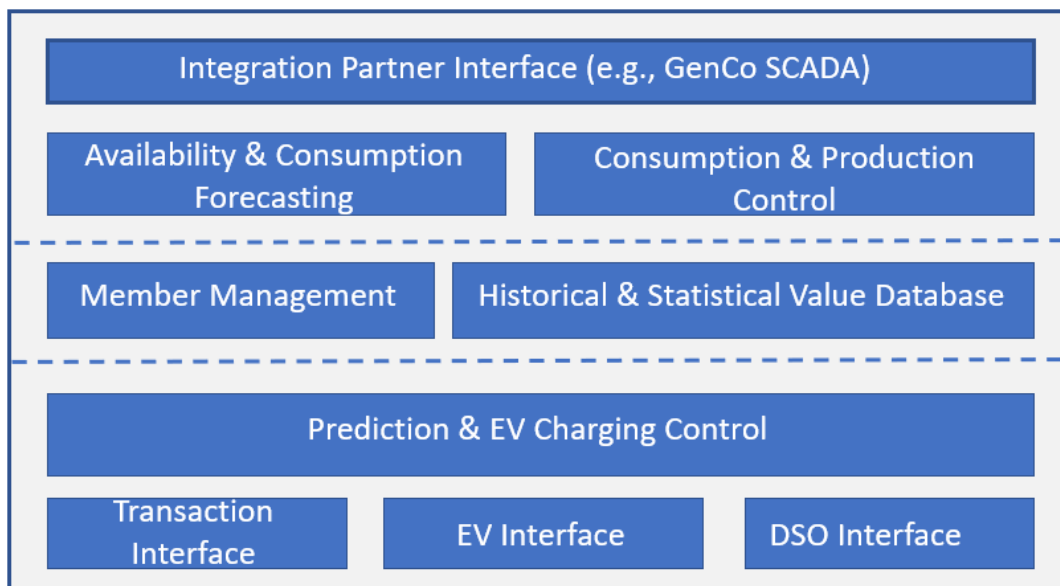 Integration Partner Interface (e.g., GenCo SCADA)
Availability & Consumption
Forecasting
Consumption & Production
Control
Member Management
Historical & Statistical Value Database
Prediction & EV Charging Control
Transaction
Interface
EV Interface
DSO Interface